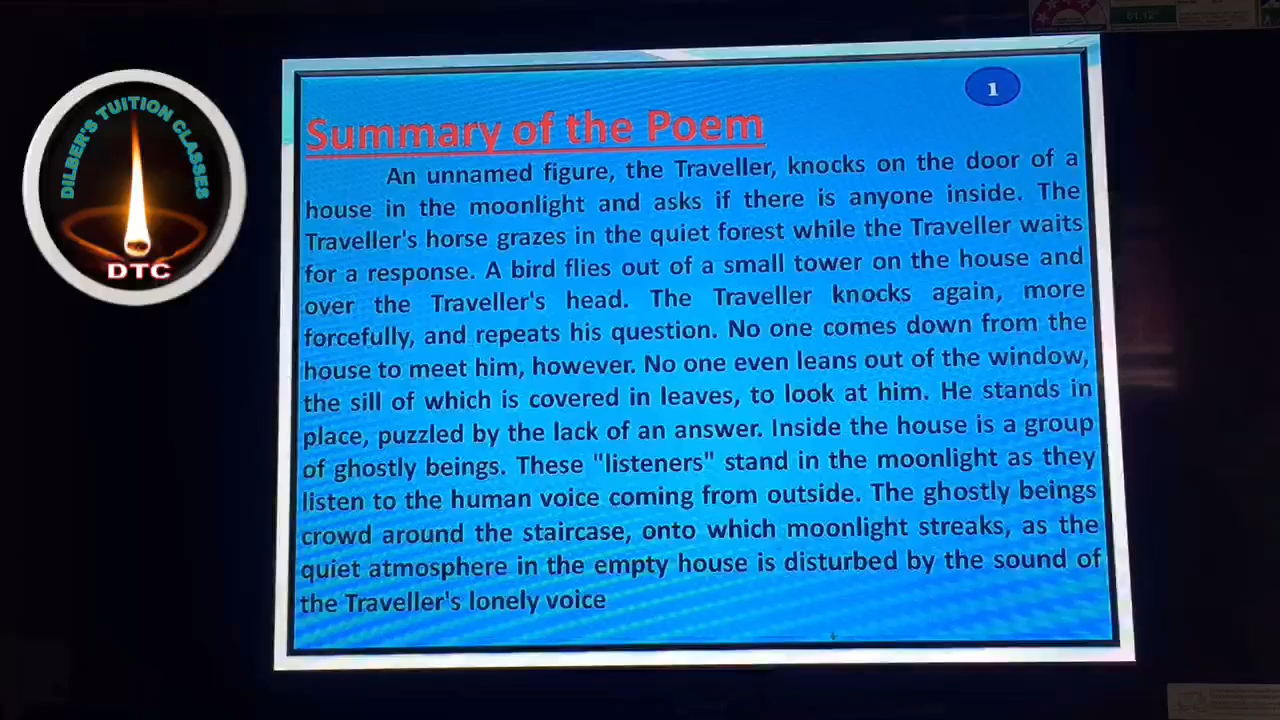 01.12
1
DILBER'S TUITION CLASSES
DTC
Summary of the Poem
An unnamed figure, the Traveller, knocks on the door of a
house in the moonlight and asks if there is anyone inside. The
Traveller's horse grazes in the quiet forest while the Traveller waits
for a response. A bird flies out of a small tower on the house and
over the Traveller's head. The Traveller knocks again, more
forcefully, and repeats his question. No one comes down from the
house to meet him, however. No one even leans out of the window,
the sill of which is covered in leaves, to look at him. He stands in
place, puzzled by the lack of an answer. Inside the house is a group
of ghostly beings. These "listeners" stand in the moonlight as they
listen to the human voice coming from outside. The ghostly beings
crowd around the staircase, onto which moonlight streaks, as the
quiet atmosphere in the empty house is disturbed by the sound of
the Traveller's lonely voice